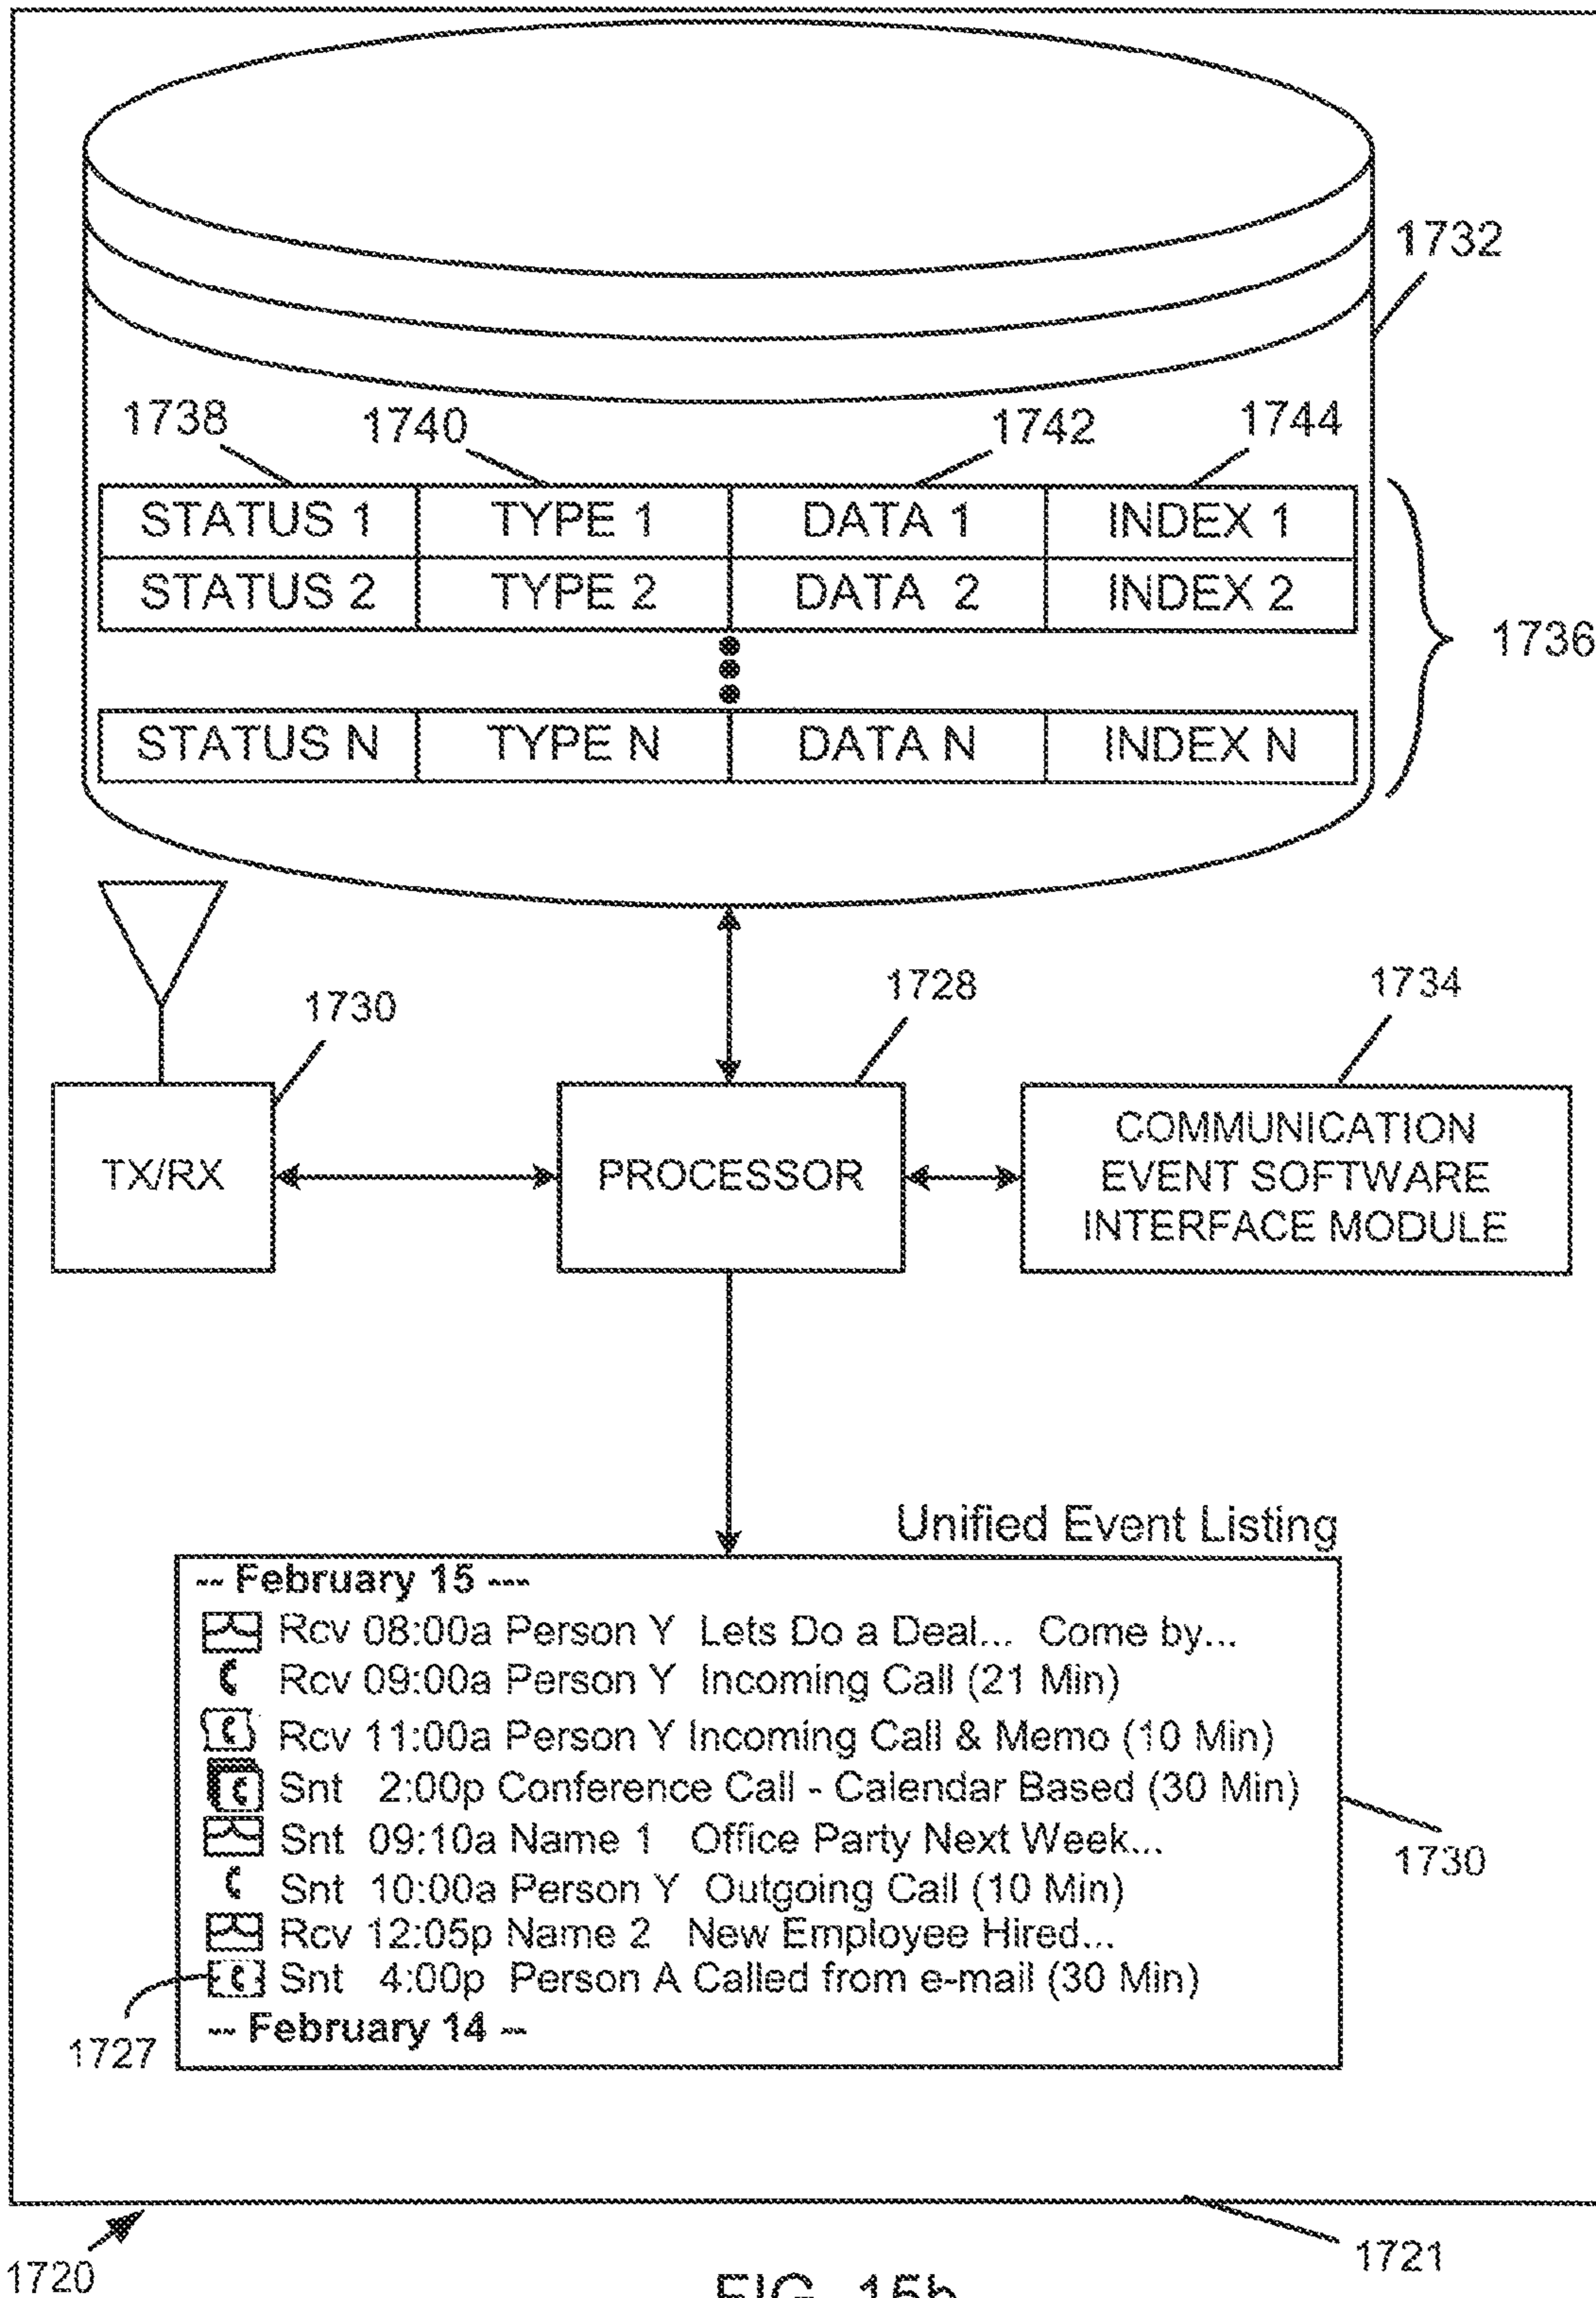 1732
1738 1740 1742 1744
STATUS 1 TYPE 1 DATA 1 INDEX 1
STATUS 2 TYPE 2 DATA 2 INDEX 2
1736
STATUS N TYPE N DATA N INDEX N
1730 1728 1734
TX/RX
PROCESSOR
COMMUNICATION
EVENT SOFTWARE
INTERFACE MODULE
Unified Event Listing
-- February 15 ---
Rcv 08:00a Person Y Lets Do a Deal... Come by...
Rcv 09:00a Person Y Incoming Call (21 Min)
Rcv 11:00a Person Y Incoming Call & Memo (10 Min)
Snt 2:00p Conference Call - Calendar Based (30 Min)
Snt 09:10a Name 1 Office Party Next Week...
Snt 10:00a Person Y Outgoing Call (10 Min)
Rcv 12:05p Name 2 New Employee Hired...
Snt 4:00p Person A Called from e-mail (30 Min)
-- February 14 --
1730
1727
1720
1721
FIG. 15b